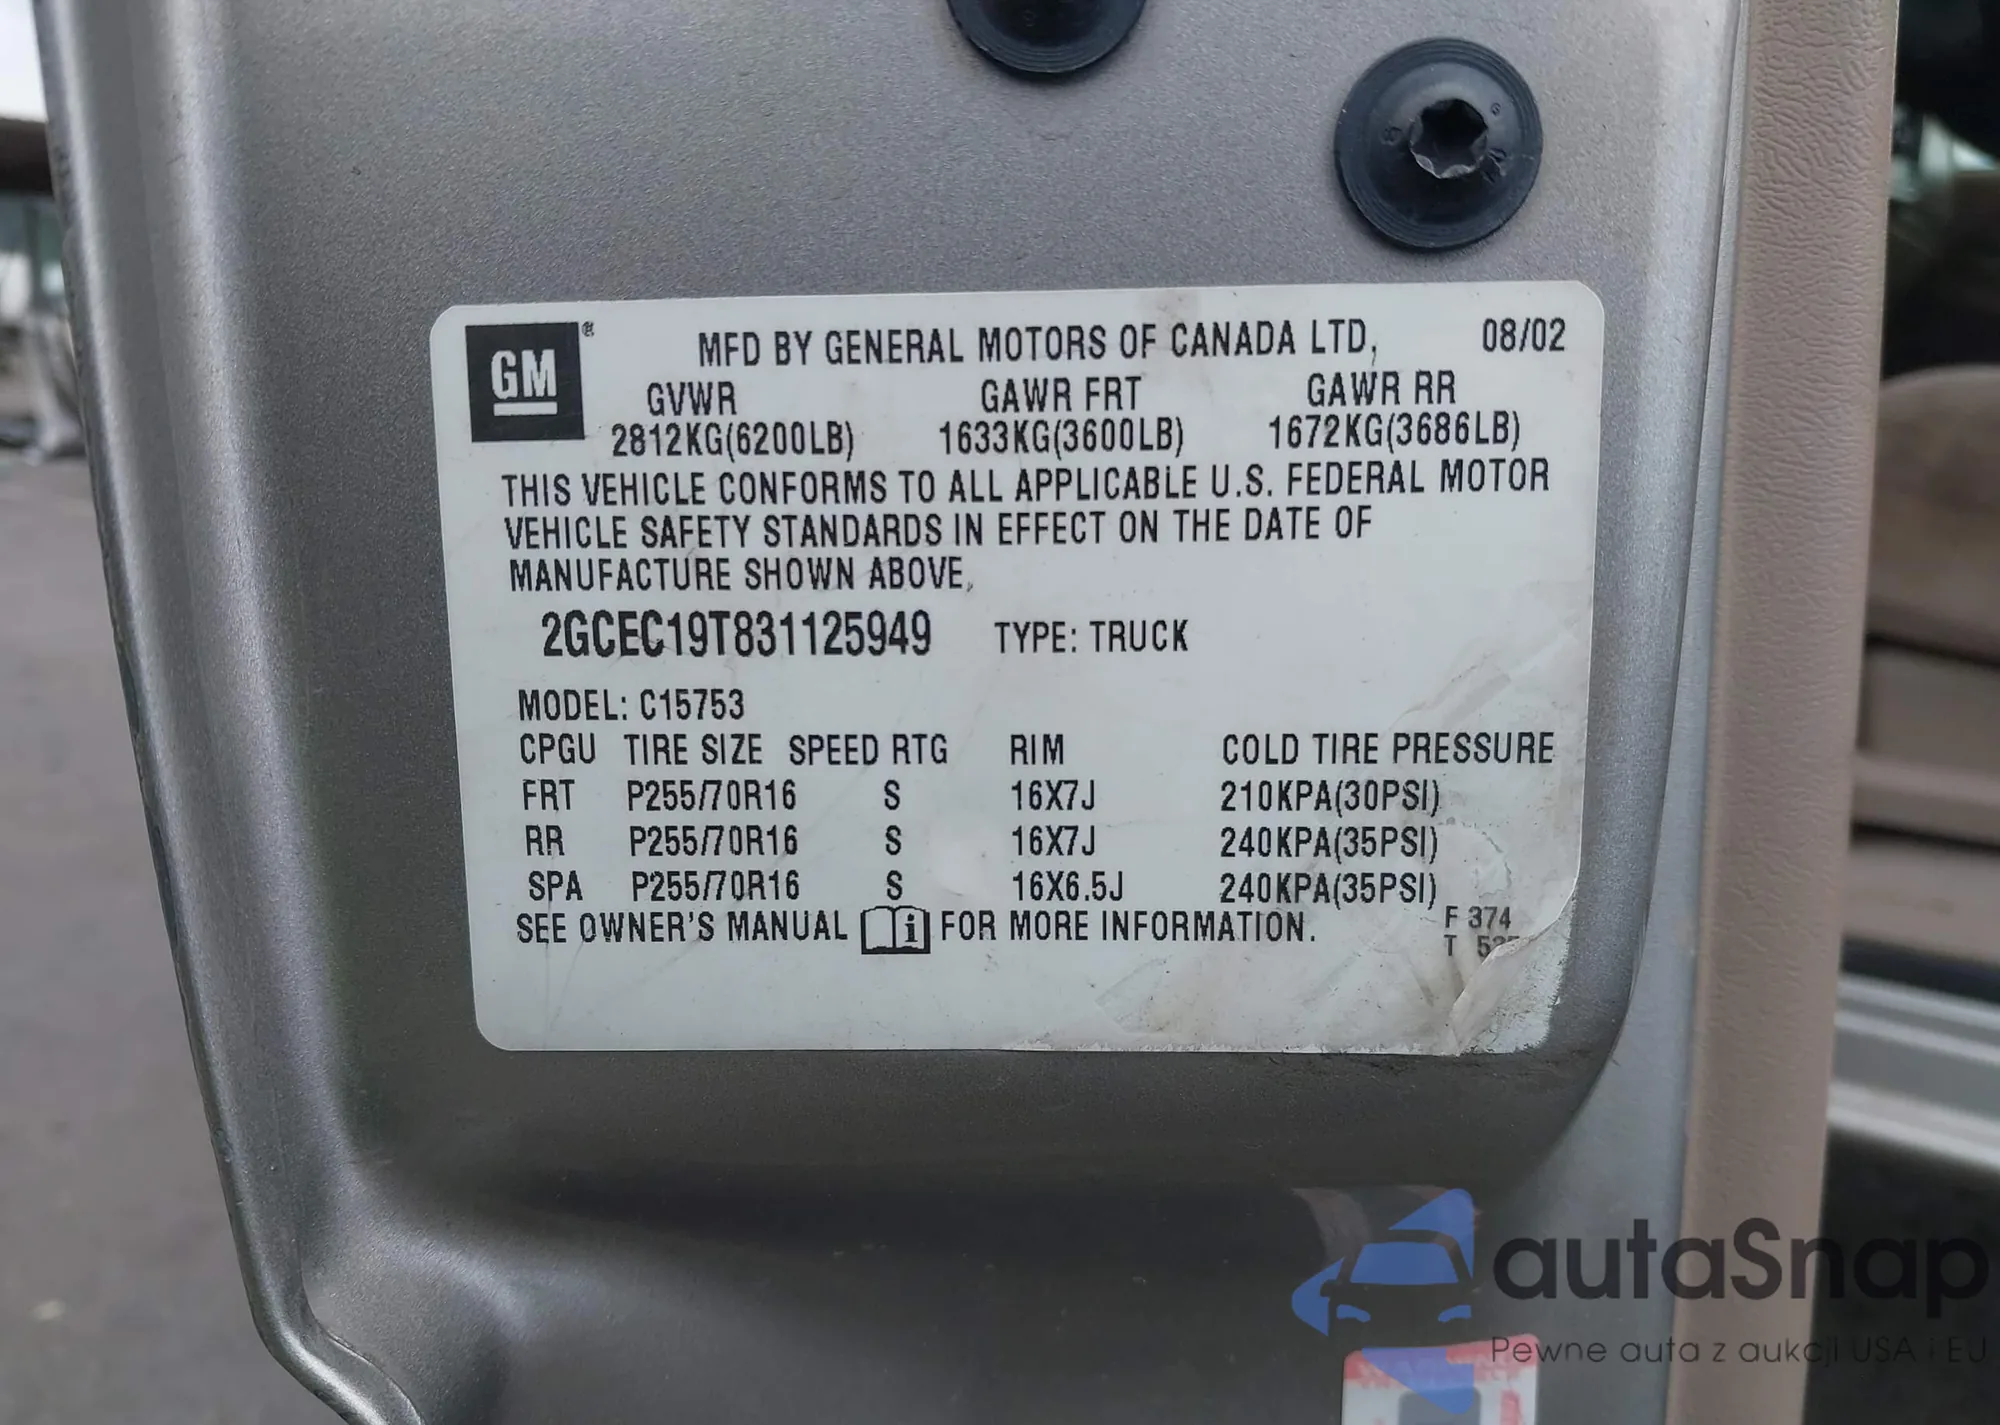 GM® MFD BY GENERAL MOTORS OF CANADA LTD, 08/02
GVWR GAWR FRT GAWR RR
2812KG(6200LB) 1633KG(3600LB) 1672KG(3686LB)
THIS VEHICLE CONFORMS TO ALL APPLICABLE U.S. FEDERAL MOTOR
VEHICLE SAFETY STANDARDS IN EFFECT ON THE DATE OF
MANUFACTURE SHOWN ABOVE,
2GCEC19T831125949 TYPE: TRUCK
MODEL: C15753
CPGU TIRE SIZE SPEED RTG RIM COLD TIRE PRESSURE
FRT P255/70R16 S 16X7J 210KPA(30PSI)
RR P255/70R16 S 16X7J 240KPA(35PSI)
SPA P255/70R16 S 16X6.5J 240KPA(35PSI)
SEE OWNER'S MANUAL i FOR MORE INFORMATION.
F 374
T
autaSnap
Pewne auta z aukcji USA i EU